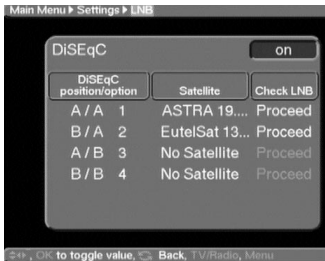 Main Menu ▸ Settings ▸ LNB
DiSEqC on
DiSEqC position/option Satellite Check LNB
A / A 1 ASTRA 19.... Proceed
B / A 2 EutelSat 13... Proceed
A / B 3 No Satellite Proceed
B / B 4 No Satellite Proceed
, OK to toggle value, Back, TV/Radio, Menu